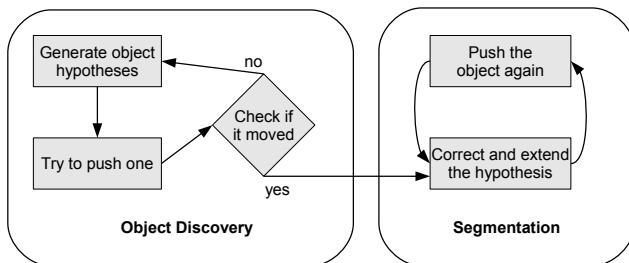 Generate object
hypotheses
Try to push one
no
Check if
it moved
yes
Object Discovery
Push the
object again
Correct and extend
the hypothesis
Segmentation